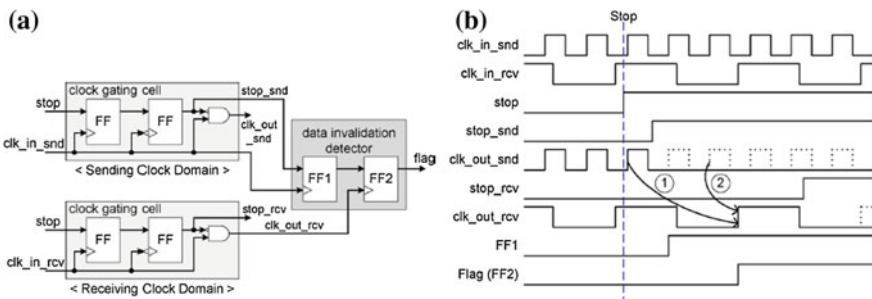 (a)
clock gating cell
stop
FF
FF
clk_in_snd
stop_snd
clk_out
_snd
< Sending Clock Domain >
data invalidation
detector
FF1
FF2
flag
clock gating cell
stop
FF
FF
clk_in_rcv
stop_rcv
clk_out_rcv
< Receiving Clock Domain >
(b)
Stop
clk_in_snd
clk_in_rcv
stop
stop_snd
clk_out_snd
1
2
stop_rcv
clk_out_rcv
FF1
Flag (FF2)